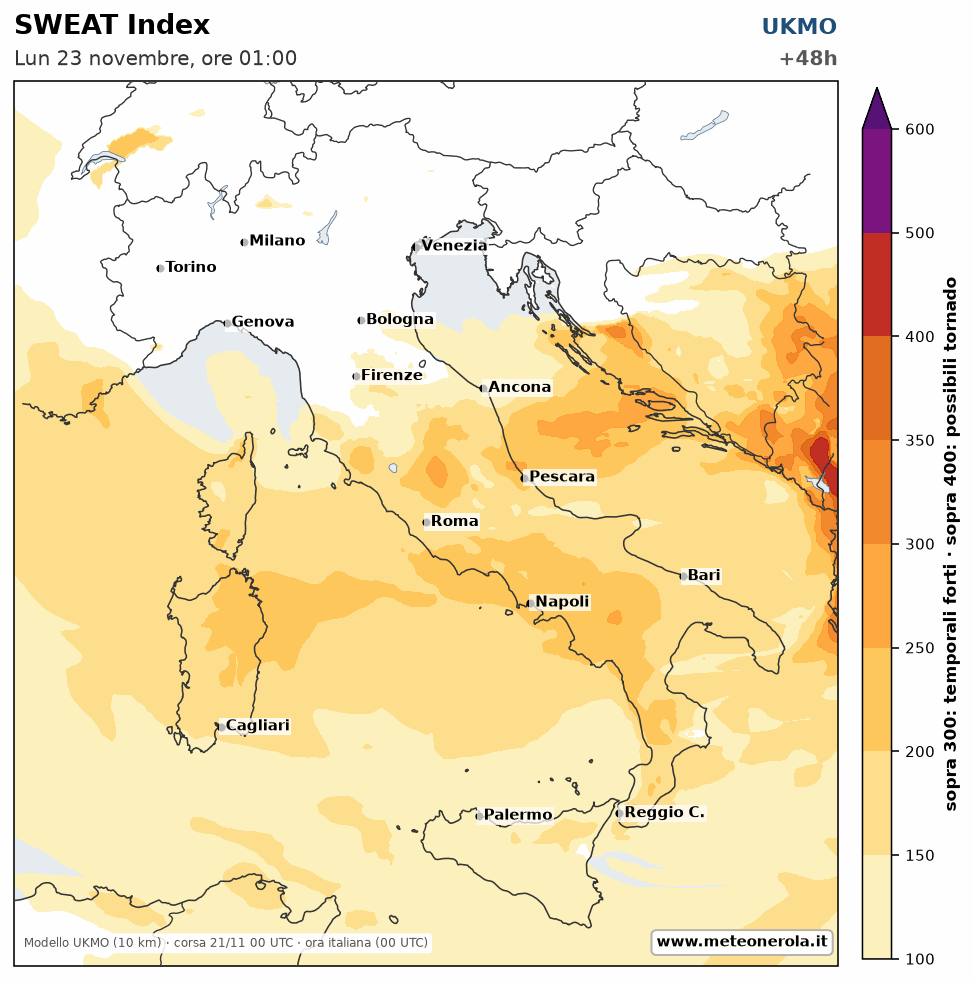 SWEAT Index
UKMO
Lun 23 novembre, ore 01:00
+48h
600
500
400
350
300
250
200
150
100
sopra 300: temporali forti · sopra 400: possibili tornado
Milano
Venezia
Torino
Genova
Bologna
Firenze
Ancona
Pescara
Roma
Bari
Napoli
Cagliari
Palermo
Reggio C.
Modello UKMO (10 km) · corsa 21/11 00 UTC · ora italiana (00 UTC)
www.meteonerola.it